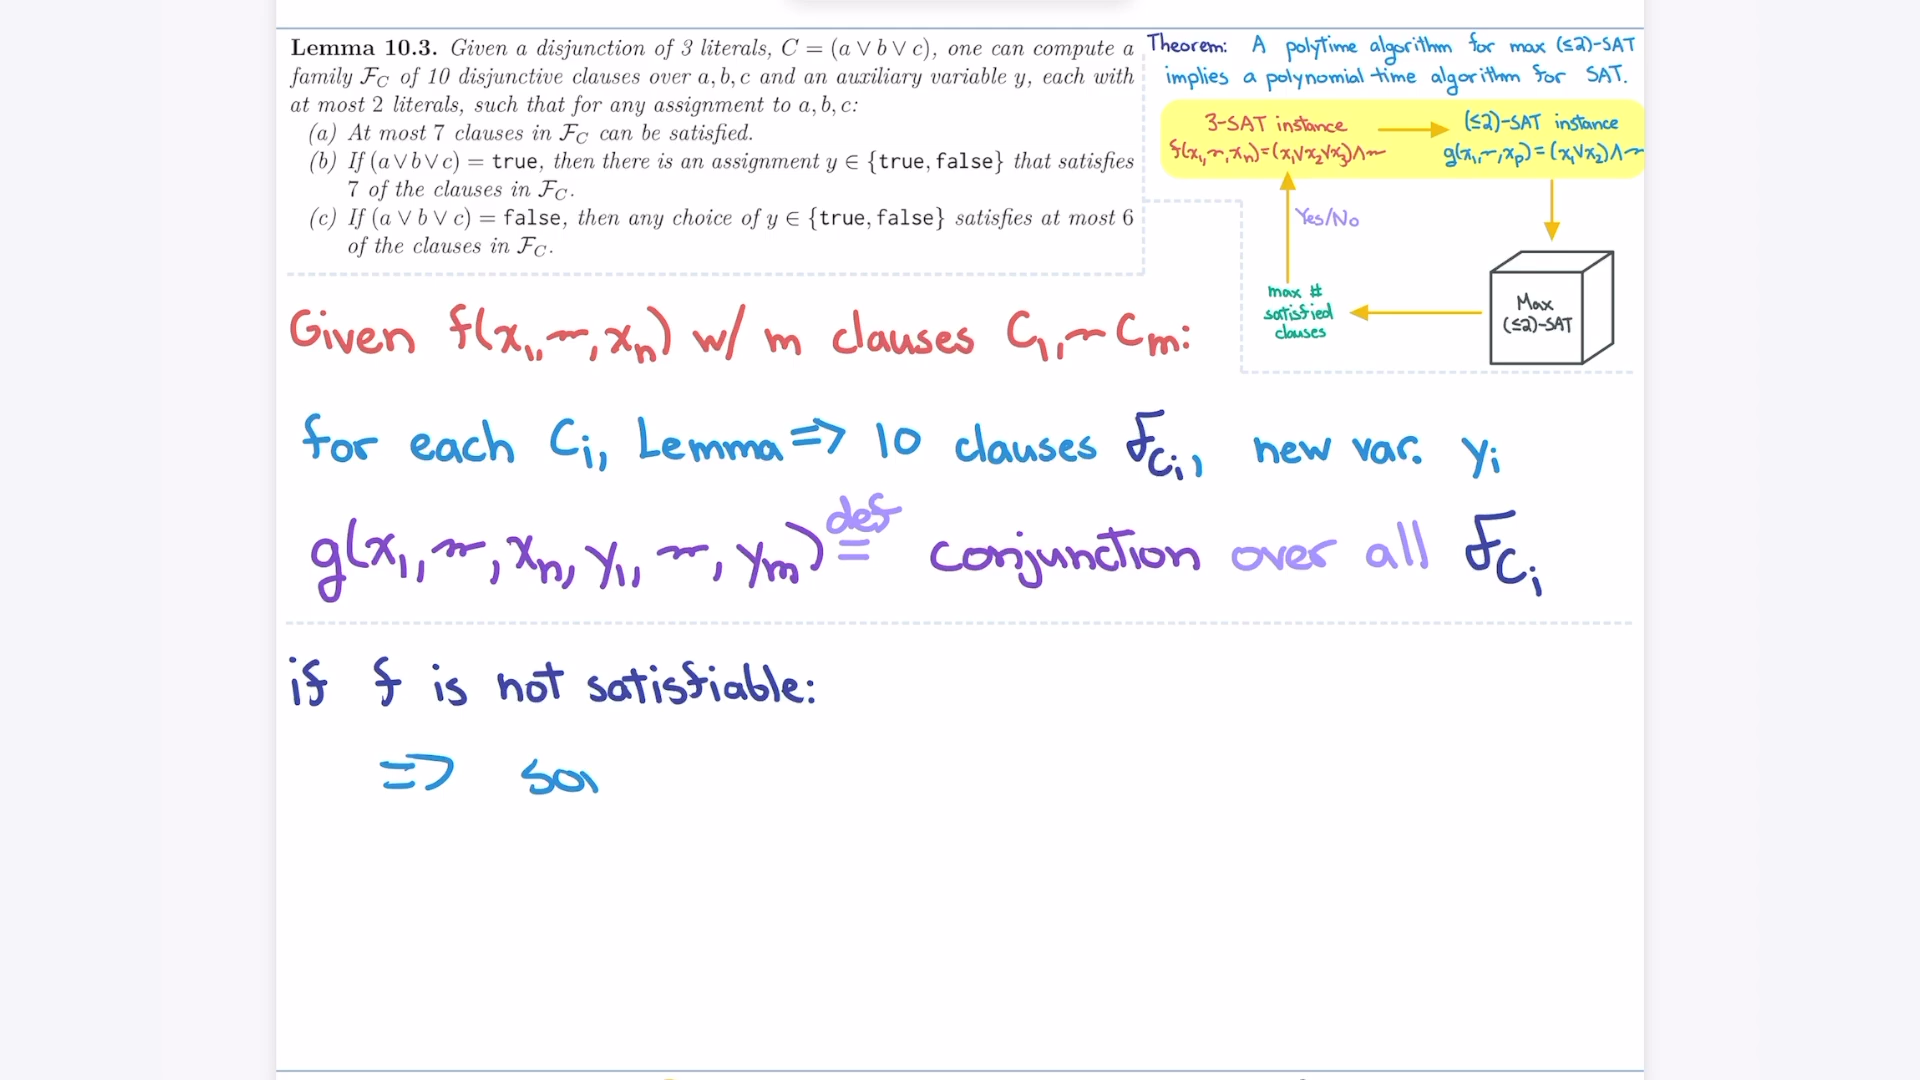 Lemma 10.3. Given a disjunction of 3 literals, C = (a ∨ b ∨ c), one can compute a
family F_C of 10 disjunctive clauses over a, b, c and an auxiliary variable y, each with
at most 2 literals, such that for any assignment to a, b, c:
(a) At most 7 clauses in F_C can be satisfied.
(b) If (a ∨ b ∨ c) = true, then there is an assignment y ∈ {true, false} that satisfies
7 of the clauses in F_C.
(c) If (a ∨ b ∨ c) = false, then any choice of y ∈ {true, false} satisfies at most 6
of the clauses in F_C.
Theorem: A polytime algorithm for max (≤2)-SAT
implies a polynomial-time algorithm for SAT.
3-SAT instance
f(x₁,~,xₙ)=(x₁∨x₂∨x₃)∧~
(≤2)-SAT instance
g(x₁,~,xₚ)=(x₁∨x₂)∧~
Yes/No
max #
satisfied
clauses
Max
(≤2)-SAT
Given f(x₁,~,xₙ) w/ m clauses C₁,~Cₘ:
for each Cᵢ, Lemma => 10 clauses F_Cᵢ, new var. yᵢ
g(x₁,~,xₙ,y₁,~,yₘ) def= conjunction over all F_Cᵢ
if f is not satisfiable:
=>